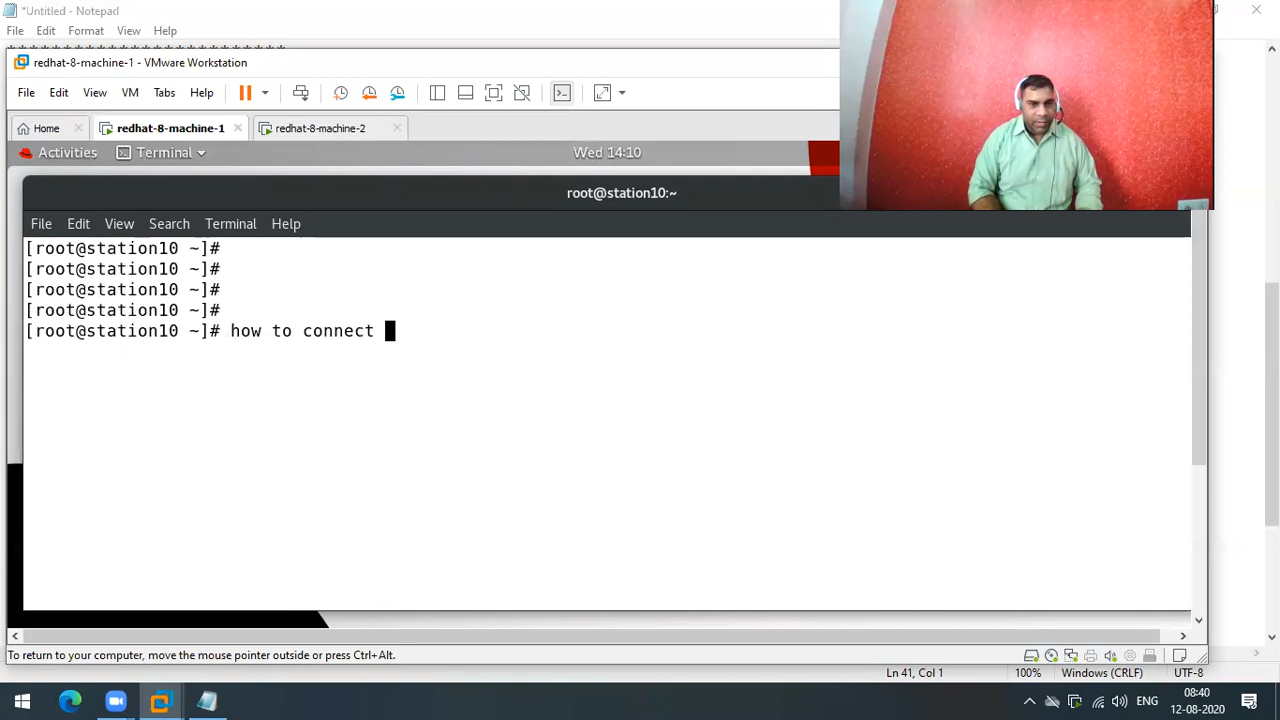 *Untitled - Notepad
File Edit Format View Help
***********************
redhat-8-machine-1 - VMware Workstation
File Edit View VM Tabs Help
Home redhat-8-machine-1 redhat-8-machine-2
Activities Terminal Wed 14:10
root@station10:~
File Edit View Search Terminal Help
[root@station10 ~]#
[root@station10 ~]#
[root@station10 ~]#
[root@station10 ~]#
[root@station10 ~]# how to connect
To return to your computer, move the mouse pointer outside or press Ctrl+Alt.
Ln 41, Col 1 100% Windows (CRLF) UTF-8
ENG 08:40
12-08-2020